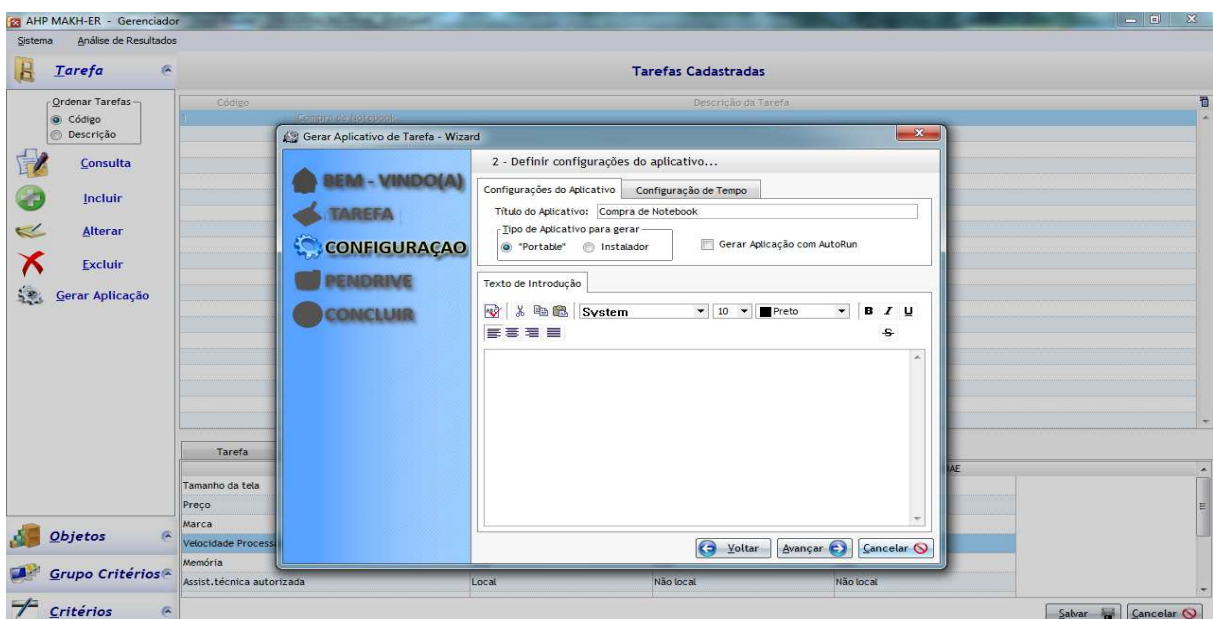 AHP MAKH-ER - Gerenciador
Sistema Análise de Resultados
Tarefa
Tarefas Cadastradas
Ordenar Tarefas
Código
Descrição
Consulta
Incluir
Alterar
Excluir
Gerar Aplicação
Código Descrição da Tarefa
1 Compra de Notebook
Gerar Aplicativo de Tarefa - Wizard
BEM - VINDO(A)
TAREFA
CONFIGURAÇAO
PENDRIVE
CONCLUIR
2 - Definir configurações do aplicativo...
Configurações do Aplicativo Configuração de Tempo
Título do Aplicativo: Compra de Notebook
Tipo de Aplicativo para gerar
"Portable" Instalador Gerar Aplicação com AutoRun
Texto de Introdução
System 10 Preto B I U
S
Voltar Avançar Cancelar
Tarefa
Tamanho da tela
Preço
Marca
Velocidade Process
Memória
Assist.técnica autorizada Local Não local Não local
Objetos
Grupo Critérios
Critérios
Salvar Cancelar